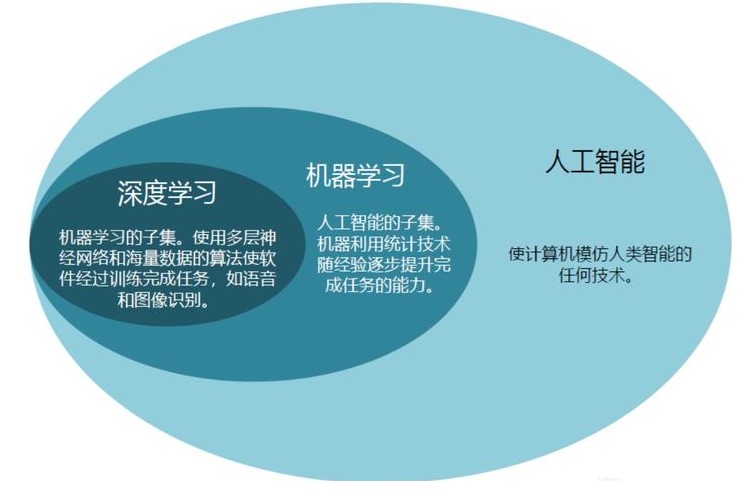 深度学习
机器学习的子集。使用多层神
经网络和海量数据的算法使软
件经过训练完成任务，如语音
和图像识别。
机器学习
人工智能的子集。
机器利用统计技术
随经验逐步提升完
成任务的能力。
人工智能
使计算机模仿人类智能的
任何技术。